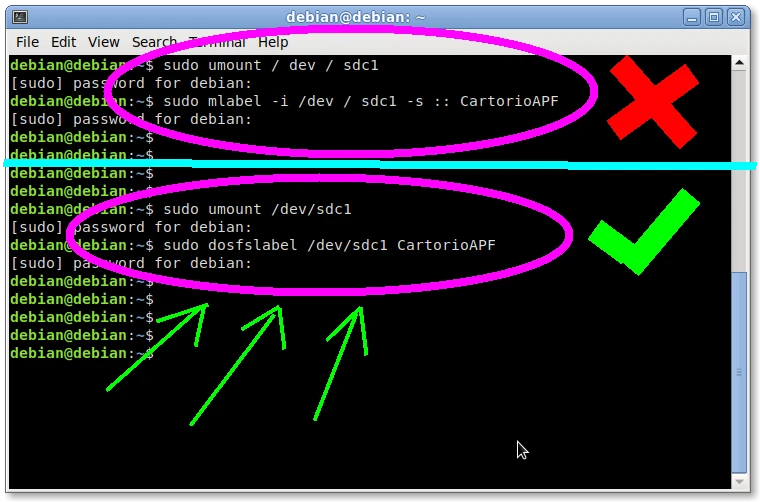 debian@debian: ~
File Edit View Search Terminal Help
debian@debian:~$ sudo umount / dev / sdc1
[sudo] password for debian:
debian@debian:~$ sudo mlabel -i /dev / sdc1 -s :: CartorioAPF
[sudo] password for debian:
debian@debian:~$
debian@debian:~$
debian@debian:~$
debian@debian:~$
debian@debian:~$ sudo umount /dev/sdc1
[sudo] password for debian:
debian@debian:~$ sudo dosfslabel /dev/sdc1 CartorioAPF
[sudo] password for debian:
debian@debian:~$
debian@debian:~$
debian@debian:~$
debian@debian:~$
debian@debian:~$